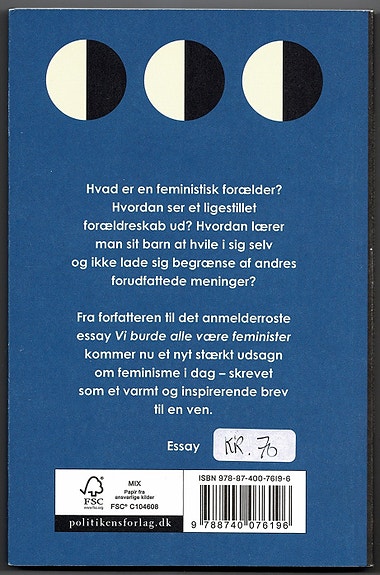 Hvad er en feministisk forælder?
Hvordan ser et ligestillet
forældreskab ud? Hvordan lærer
man sit barn at hvile i sig selv
og ikke lade sig begrænse af andres
forudfattede meninger?
Fra forfatteren til det anmelderroste
essay Vi burde alle være feminister
kommer nu et nyt stærkt udsagn
om feminisme i dag – skrevet
som et varmt og inspirerende brev
til en ven.
Essay
KR. 70
FSC
www.fsc.org
MIX
Papir fra
ansvarlige kilder
FSC® C104608
politikensforlag.dk
ISBN 978-87-400-7619-6
9 788740 076196